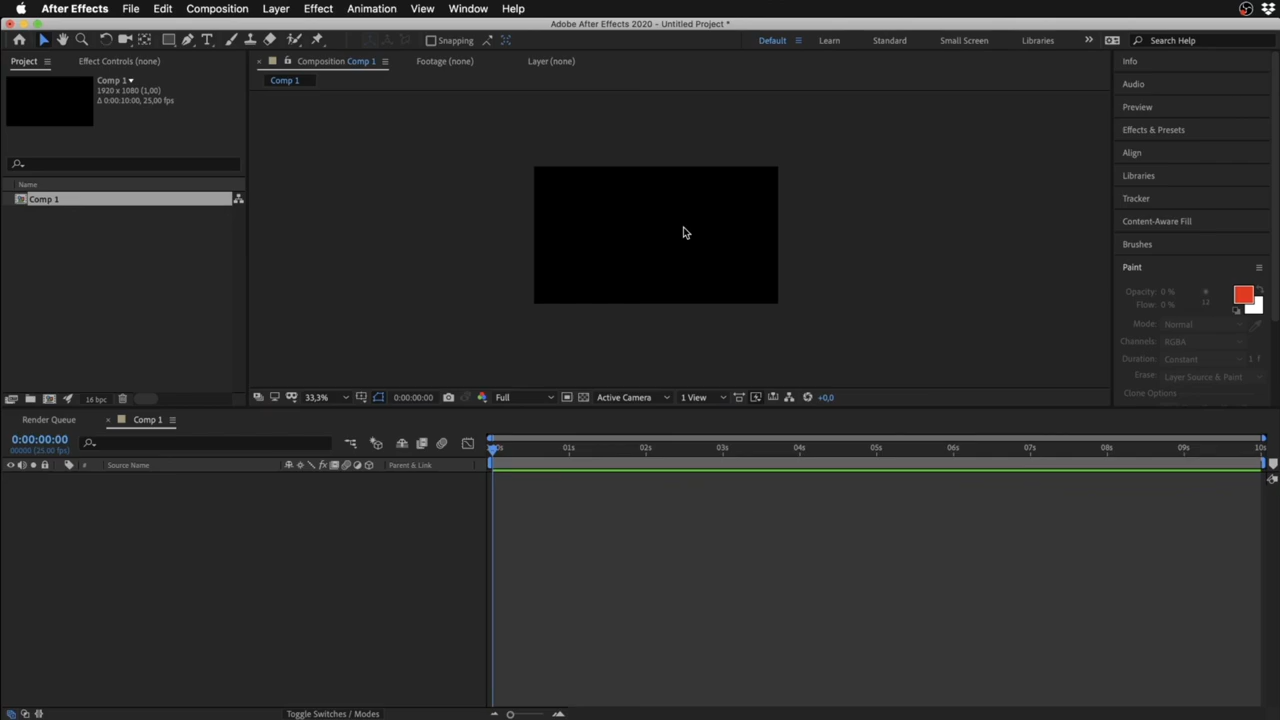 After Effects File Edit Composition Layer Effect Animation View Window Help
Adobe After Effects 2020 - Untitled Project *
Snapping Default Learn Standard Small Screen Libraries Search Help
Project Effect Controls (none)
Comp 1
1920 x 1080 (1,00)
Δ 0:00:10:00, 25,00 fps
Name
Comp 1
16 bpc
Composition Comp 1 Footage (none) Layer (none)
Comp 1
33,3% 0:00:00:00 Full Active Camera 1 View +0,0
Info
Audio
Preview
Effects & Presets
Align
Libraries
Tracker
Content-Aware Fill
Brushes
Paint
Opacity: 0 %
Flow: 0 %
12
Mode: Normal
Channels: RGBA
Duration: Constant 1 f
Erase: Layer Source & Paint
Clone Options
Render Queue Comp 1
0:00:00:00
00000 (25.00 fps)
# Source Name Parent & Link
01s 02s 03s 04s 05s 06s 07s 08s 09s 10s
Toggle Switches / Modes